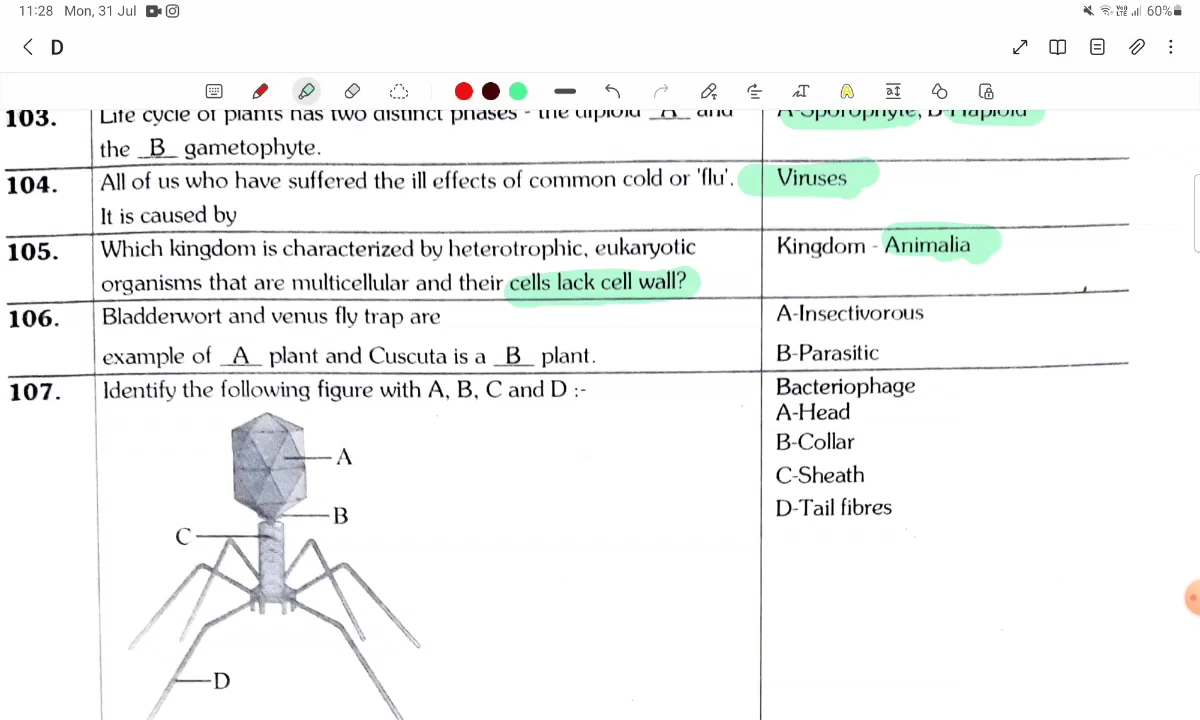 11:28 Mon, 31 Jul
60%
D
103.
Life cycle of plants has two distinct phases - the diploid A and
A-Sporophyte, B-Haploid
the B gametophyte.
104.
All of us who have suffered the ill effects of common cold or 'flu'.
Viruses
It is caused by
105.
Which kingdom is characterized by heterotrophic, eukaryotic
Kingdom - Animalia
organisms that are multicellular and their cells lack cell wall?
106.
Bladderwort and venus fly trap are
A-Insectivorous
example of A plant and Cuscuta is a B plant.
B-Parasitic
107.
Identify the following figure with A, B, C and D :-
Bacteriophage
A-Head
B-Collar
C-Sheath
D-Tail fibres
A
B
C
D